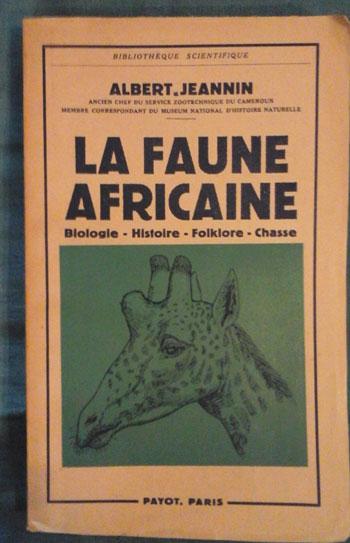 BIBLIOTHÈQUE SCIENTIFIQUE
ALBERT JEANNIN
ANCIEN CHEF DU SERVICE ZOOTECHNIQUE DU CAMEROUN
MEMBRE CORRESPONDANT DU MUSEUM NATIONAL D'HISTOIRE NATURELLE
LA FAUNE
AFRICAINE
Biologie - Histoire - Folklore - Chasse
PAYOT, PARIS